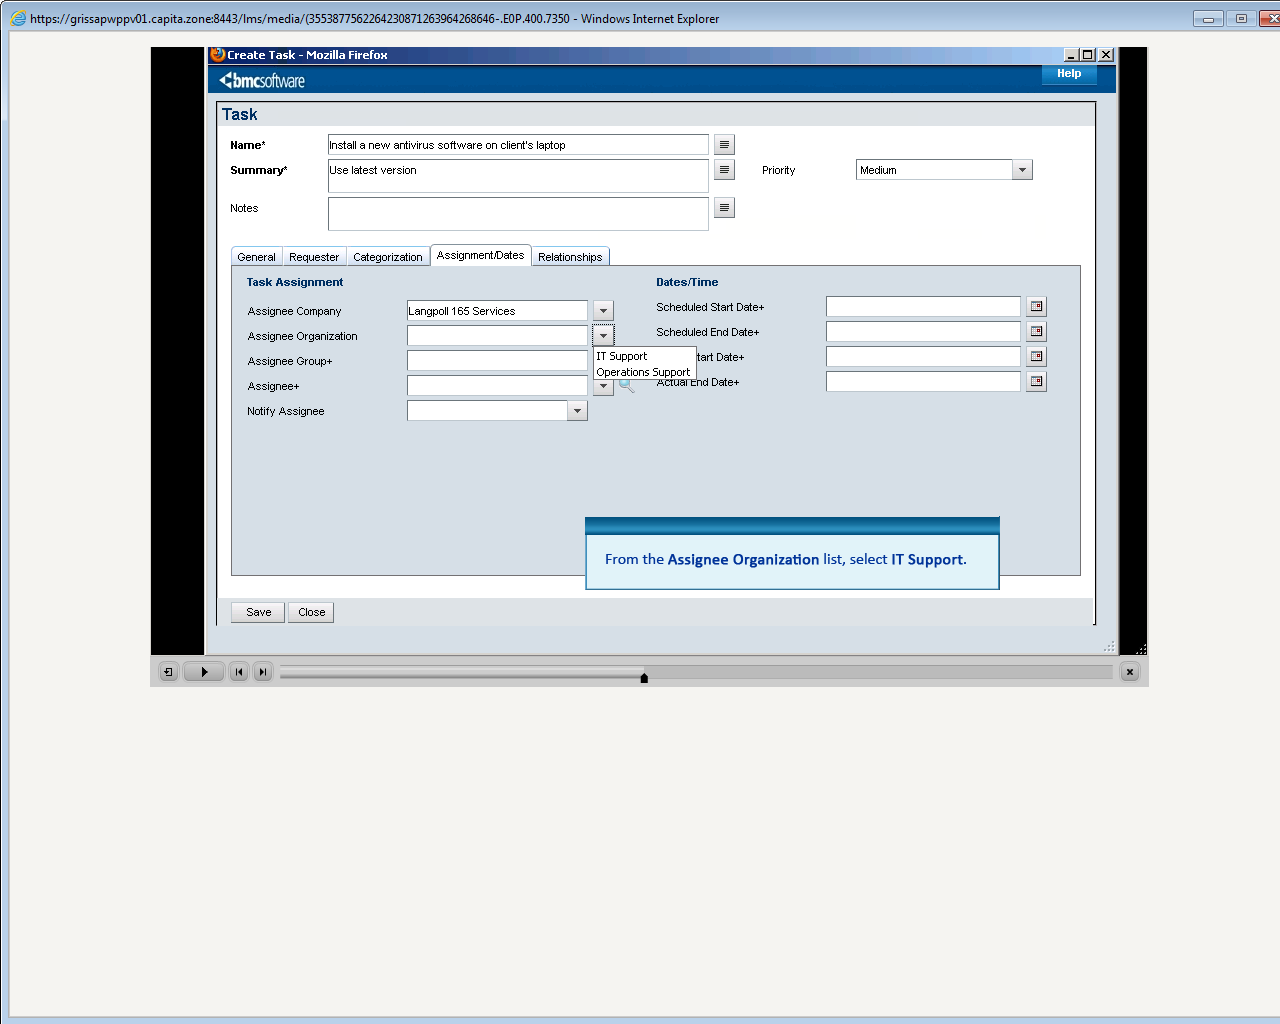 https://grissapwppv01.capita.zone:8443/lms/media/(35538775622642308712639642686​46-.E0P.400.7350 - Windows Internet Explorer
Create Task - Mozilla Firefox
bmcsoftware
Help
Task
Name*
Install a new antivirus software on client's laptop
Summary*
Use latest version
Priority
Medium
Notes
General
Requester
Categorization
Assignment/Dates
Relationships
Task Assignment
Dates/Time
Assignee Company
Langpoll 165 Services
Scheduled Start Date+
Assignee Organization
Scheduled End Date+
IT Support
Assignee Group+
tart Date+
Operations Support
Assignee+
Actual End Date+
Notify Assignee
From the Assignee Organization list, select IT Support.
Save
Close